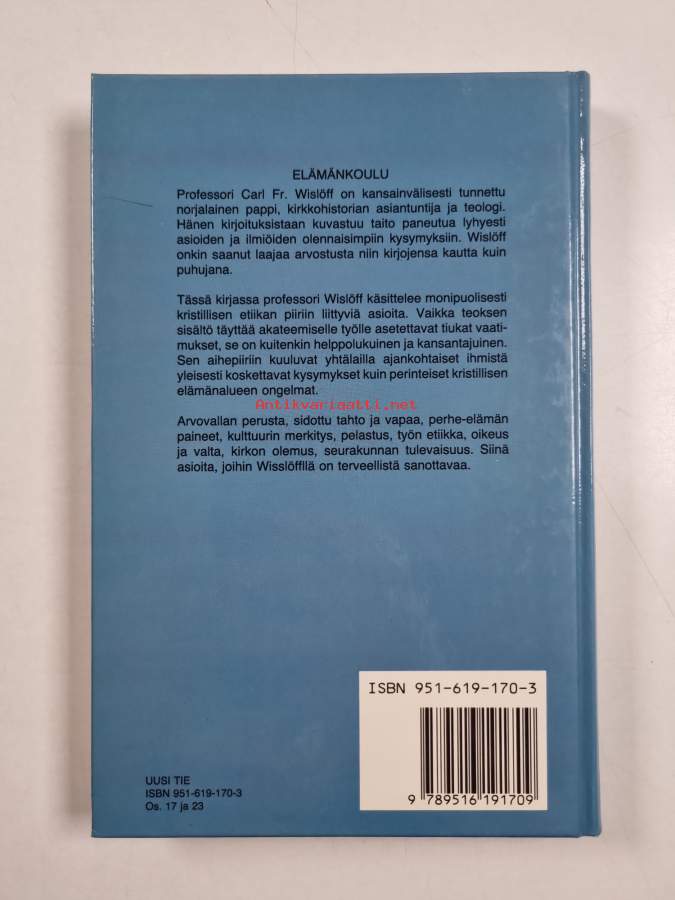 ELÄMÄNKOULU
Professori Carl Fr. Wislöff on kansainvälisesti tunnettu
norjalainen pappi, kirkkohistorian asiantuntija ja teologi.
Hänen kirjoituksistaan kuvastuu taito paneutua lyhyesti
asioiden ja ilmiöiden olennaisimpiin kysymyksiin. Wislöff
onkin saanut laajaa arvostusta niin kirjojensa kautta kuin
puhujana.
Tässä kirjassa professori Wislöff käsittelee monipuolisesti
kristillisen etiikan piiriin liittyviä asioita. Vaikka teoksen
sisältö täyttää akateemiselle työlle asetettavat tiukat vaati-
mukset, se on kuitenkin helppolukuinen ja kansantajuinen.
Sen aihepiiriin kuuluvat yhtälailla ajankohtaiset ihmistä
yleisesti koskettavat kysymykset kuin perinteiset kristillisen
elämänalueen ongelmat.
Antikvariaatti.net
Arvovallan perusta, sidottu tahto ja vapaa, perhe-elämän
paineet, kulttuurin merkitys, pelastus, työn etiikka, oikeus
ja valta, kirkon olemus, seurakunnan tulevaisuus. Siinä
asioita, joihin Wisslöffllä on terveellistä sanottavaa.
ISBN 951-619-170-3
9 789516 191709
UUSI TIE
ISBN 951-619-170-3
Os. 17 ja 23